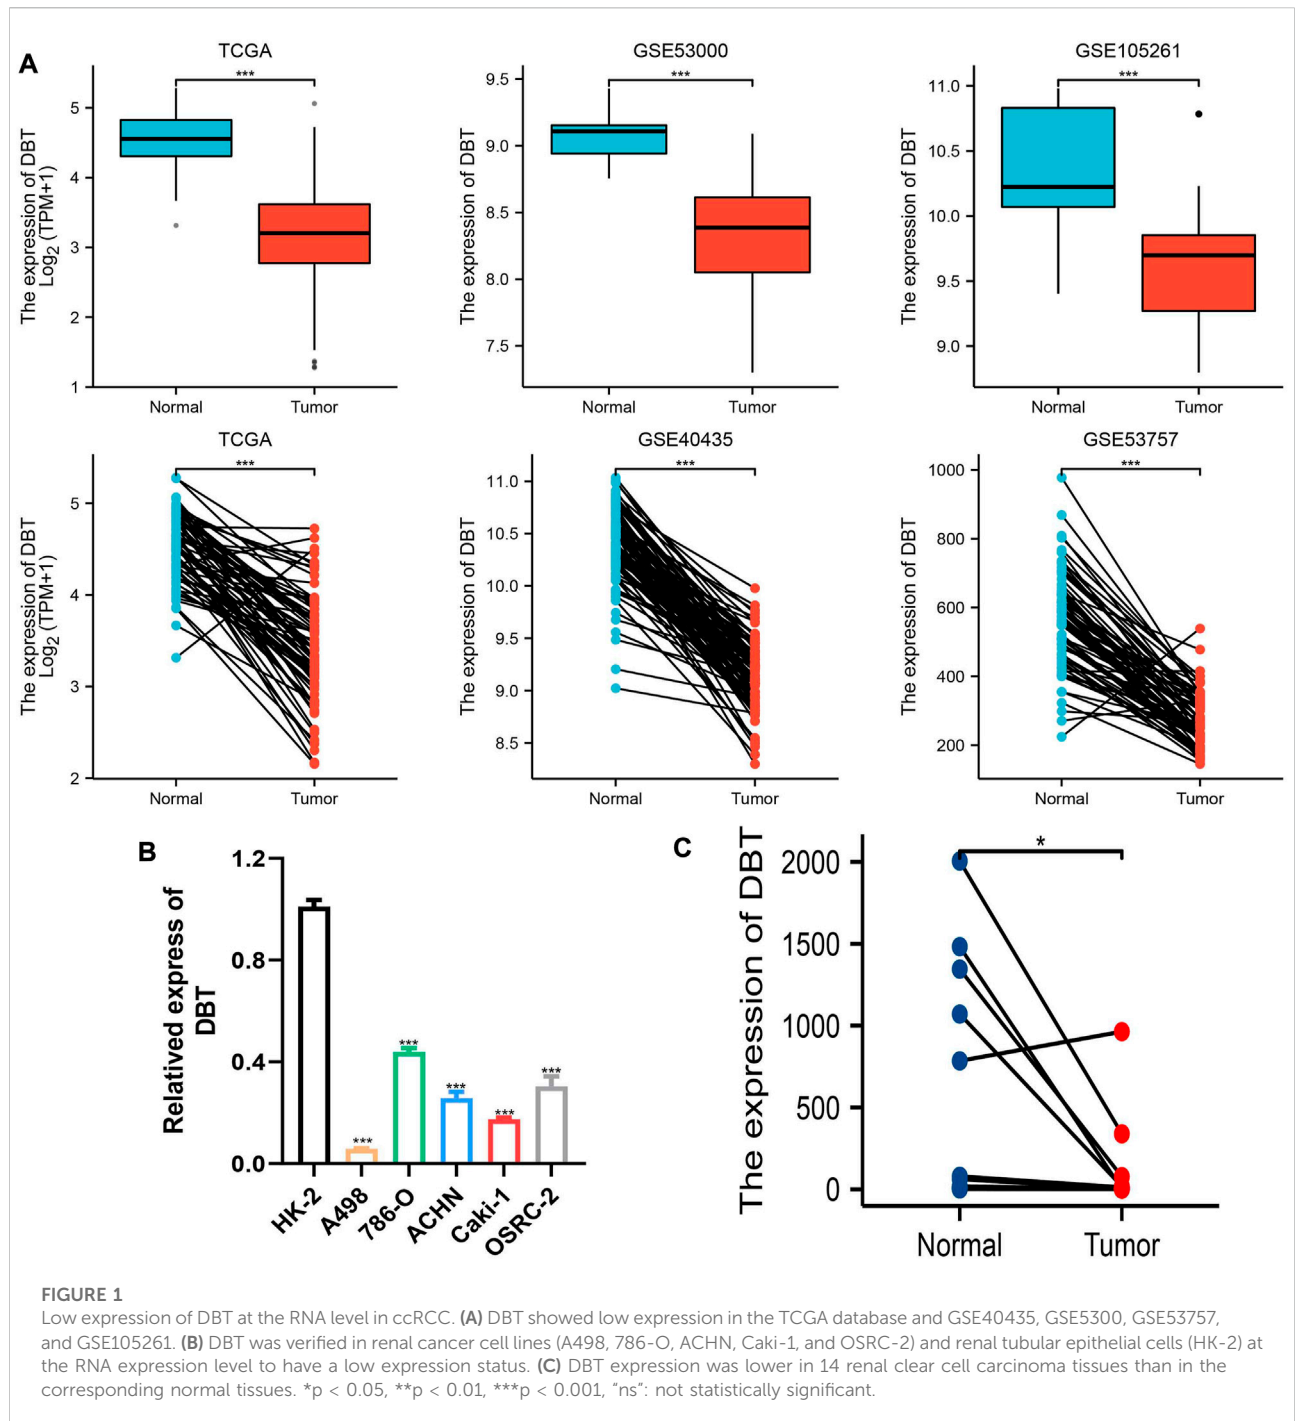 A
TCGA
***
The expression of DBT
Log2 (TPM+1)
5
4
3
2
1
Normal
Tumor
GSE53000
***
The expression of DBT
9.5
9.0
8.5
8.0
7.5
Normal
Tumor
GSE105261
***
The expression of DBT
11.0
10.5
10.0
9.5
9.0
Normal
Tumor
TCGA
***
The expression of DBT
Log2 (TPM+1)
5
4
3
2
Normal
Tumor
GSE40435
***
The expression of DBT
11.0
10.5
10.0
9.5
9.0
8.5
Normal
Tumor
GSE53757
***
The expression of DBT
1000
800
600
400
200
Normal
Tumor
B
Relatived express of
DBT
1.2
0.8
0.4
0.0
***
***
***
***
***
HK-2
A498
786-O
ACHN
Caki-1
OSRC-2
C
The expression of DBT
*
2000
1500
1000
500
0
Normal
Tumor
FIGURE 1
Low expression of DBT at the RNA level in ccRCC. (A) DBT showed low expression in the TCGA database and GSE40435, GSE5300, GSE53757,
and GSE105261. (B) DBT was verified in renal cancer cell lines (A498, 786-O, ACHN, Caki-1, and OSRC-2) and renal tubular epithelial cells (HK-2) at
the RNA expression level to have a low expression status. (C) DBT expression was lower in 14 renal clear cell carcinoma tissues than in the
corresponding normal tissues. *p < 0.05, **p < 0.01, ***p < 0.001, “ns”: not statistically significant.